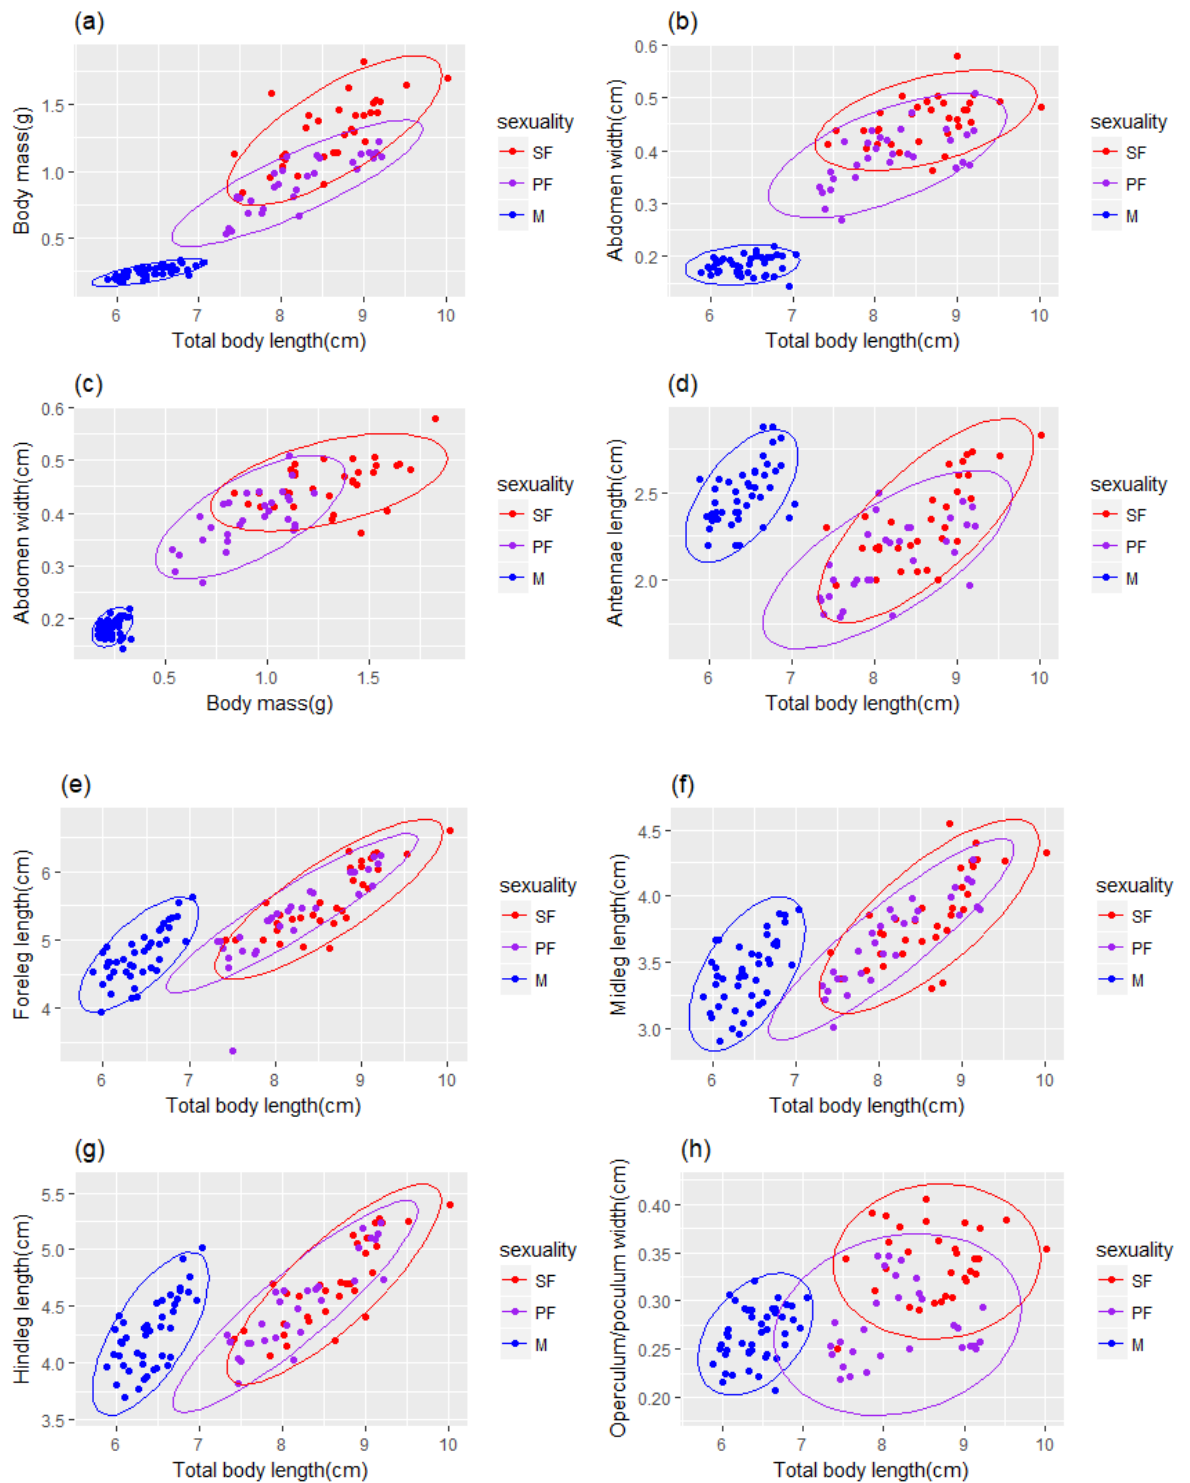 (a)
Body mass(g)
1.5
1.0
0.5
6 7 8 9 10
Total body length(cm)
sexuality
SF
PF
M
(b)
Abdomen width(cm)
0.6
0.5
0.4
0.3
0.2
6 7 8 9 10
Total body length(cm)
sexuality
SF
PF
M
(c)
Abdomen width(cm)
0.6
0.5
0.4
0.3
0.2
0.5 1.0 1.5
Body mass(g)
sexuality
SF
PF
M
(d)
Antennae length(cm)
2.5
2.0
6 7 8 9 10
Total body length(cm)
sexuality
SF
PF
M
(e)
Foreleg length(cm)
6
5
4
6 7 8 9 10
Total body length(cm)
sexuality
SF
PF
M
(f)
Midleg length(cm)
4.5
4.0
3.5
3.0
6 7 8 9 10
Total body length(cm)
sexuality
SF
PF
M
(g)
Hindleg length(cm)
5.5
5.0
4.5
4.0
3.5
6 7 8 9 10
Total body length(cm)
sexuality
SF
PF
M
(h)
Operculum/poculum width(cm)
0.40
0.35
0.30
0.25
0.20
6 7 8 9 10
Total body length(cm)
sexuality
SF
PF
M